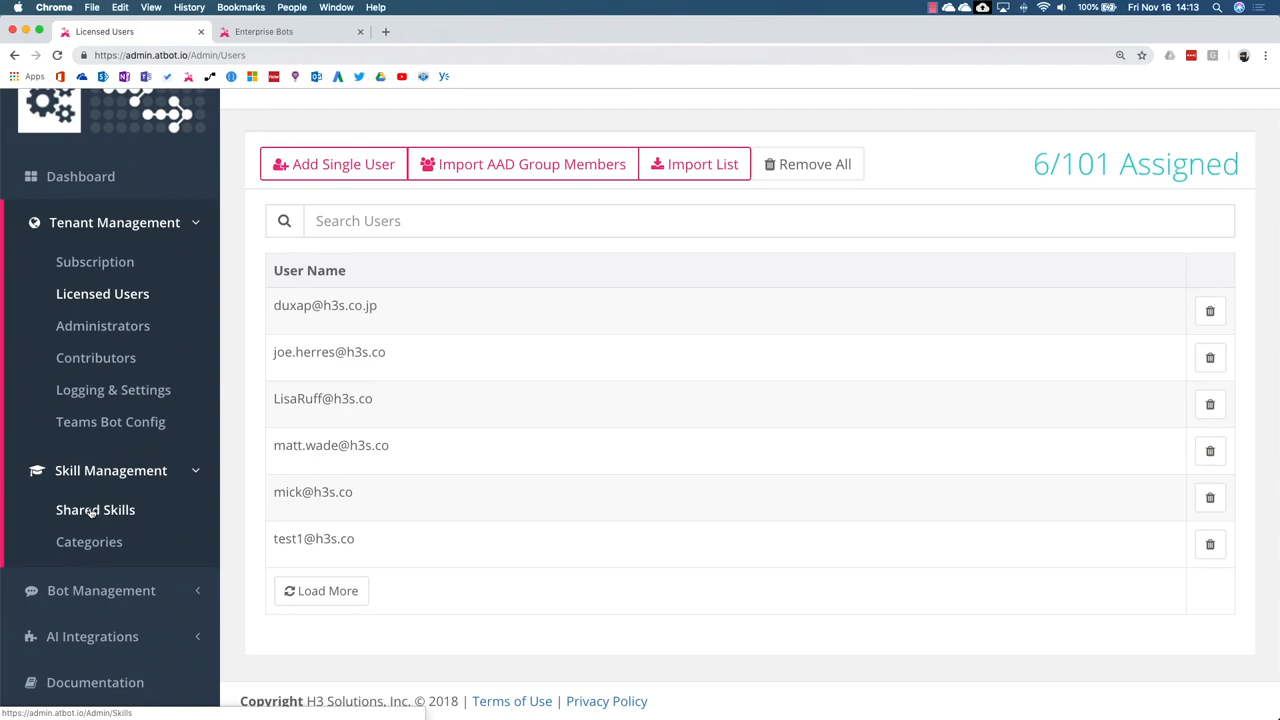 Chrome File Edit View History Bookmarks People Window Help
100% Fri Nov 16 14:13
Licensed Users
Enterprise Bots
https://admin.atbot.io/Admin/Users
Apps
Dashboard
Tenant Management
Subscription
Licensed Users
Administrators
Contributors
Logging & Settings
Teams Bot Config
Skill Management
Shared Skills
Categories
Bot Management
AI Integrations
Documentation
Add Single User
Import AAD Group Members
Import List
Remove All
6/101 Assigned
Search Users
User Name
duxap@h3s.co.jp
joe.herres@h3s.co
LisaRuff@h3s.co
matt.wade@h3s.co
mick@h3s.co
test1@h3s.co
Load More
Copyright H3 Solutions, Inc. © 2018 | Terms of Use | Privacy Policy
https://admin.atbot.io/Admin/Skills